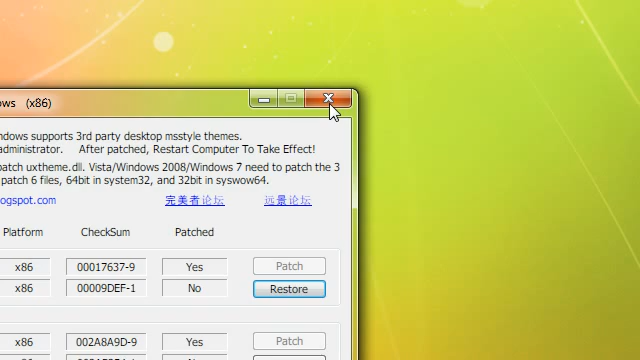 ows (x86)
ndows supports 3rd party desktop msstyle themes.
administrator. After patched, Restart Computer To Take Effect!
patch uxtheme.dll. Vista/Windows 2008/Windows 7 need to patch the 3
patch 6 files, 64bit in system32, and 32bit in syswow64.
ogspot.com 完美者论坛 远景论坛
Platform CheckSum Patched
x86 00017637-9 Yes Patch
x86 00009DEF-1 No Restore
x86 002A8A9D-9 Yes Patch